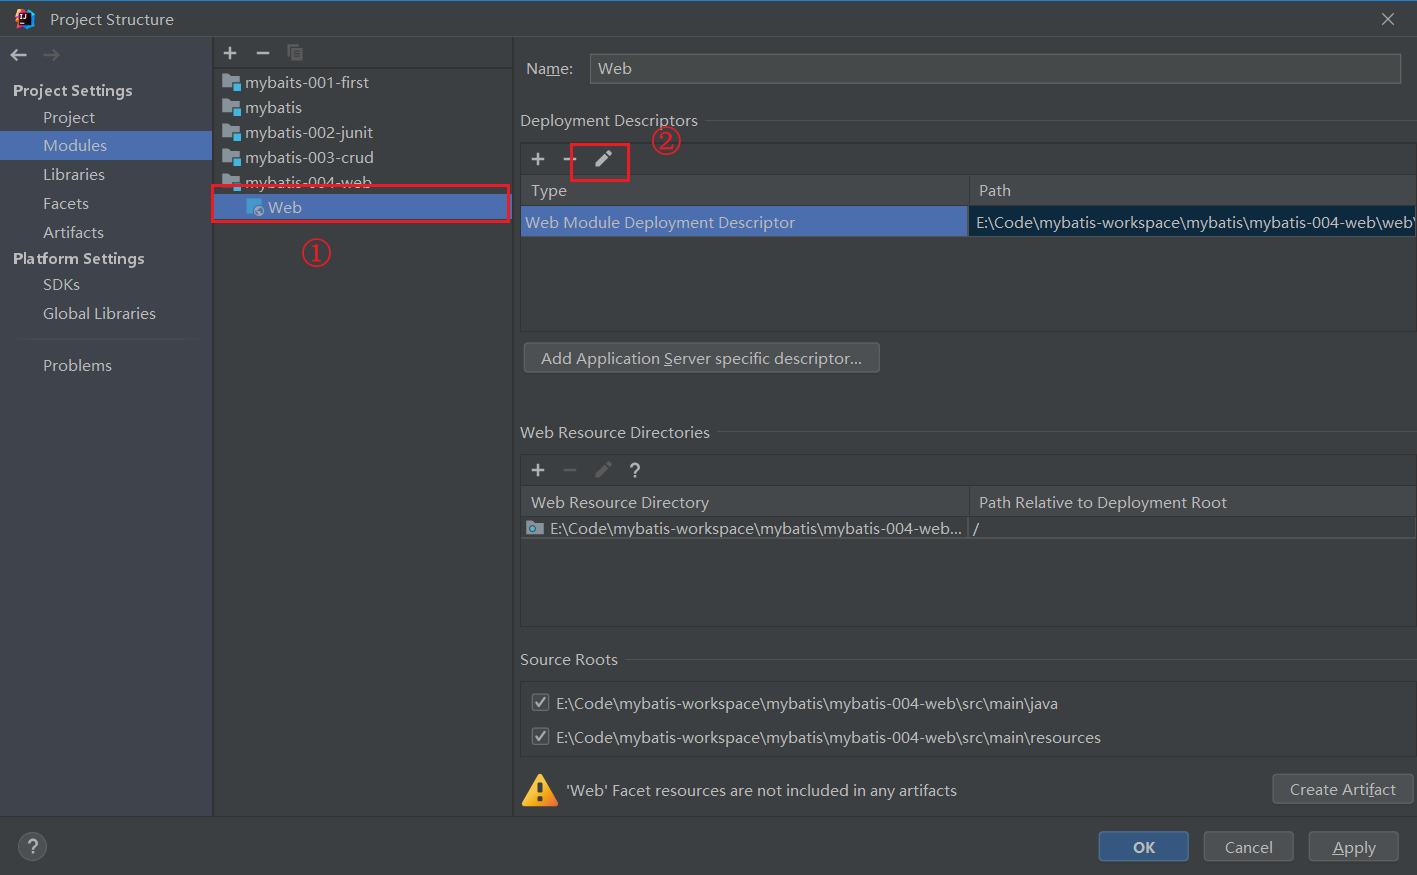 Project Structure
Project Settings
Project
Modules
Libraries
Facets
Artifacts
Platform Settings
SDKs
Global Libraries
Problems
mybaits-001-first
mybatis
mybatis-002-junit
mybatis-003-crud
mybatis-004-web
Web
①
Name: Web
Deployment Descriptors
②
Type Path
Web Module Deployment Descriptor E:\Code\mybatis-workspace\mybatis\mybatis-004-web\web\
Add Application Server specific descriptor...
Web Resource Directories
?
Web Resource Directory Path Relative to Deployment Root
E:\Code\mybatis-workspace\mybatis\mybatis-004-web... /
Source Roots
E:\Code\mybatis-workspace\mybatis\mybatis-004-web\src\main\java
E:\Code\mybatis-workspace\mybatis\mybatis-004-web\src\main\resources
'Web' Facet resources are not included in any artifacts Create Artifact
? OK Cancel Apply